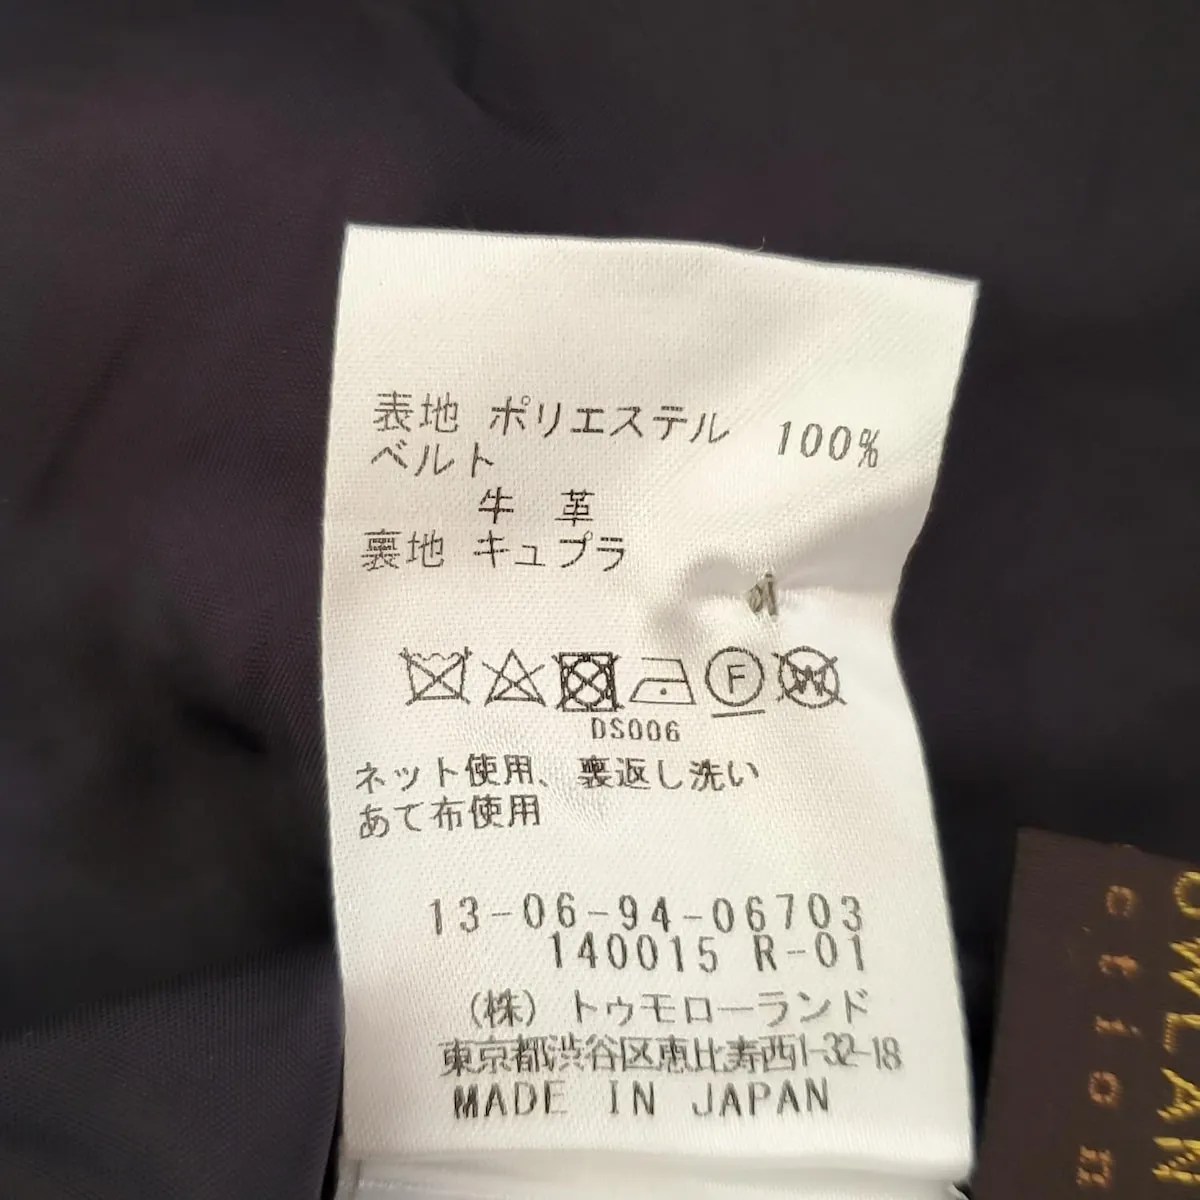 表地 ポリエステル 100%
ベルト
牛 革
裏地 キュプラ
F
W
DS006
ネット使用、裏返し洗い
あて布使用
13-06-94-06703
140015 R-01
(株) トゥモローランド
東京都渋谷区恵比寿西1-32-18
MADE IN JAPAN
OWLAN
ction